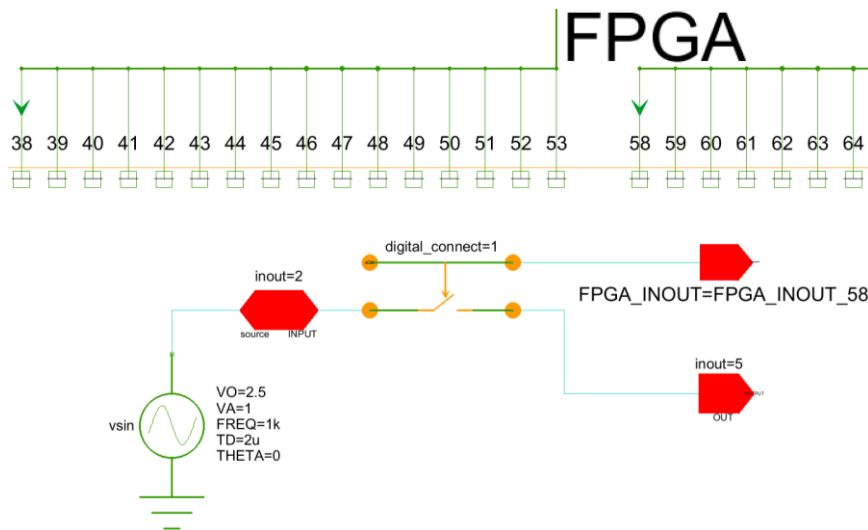 FPGA
38 39 40 41 42 43 44 45 46 47 48 49 50 51 52 53 58 59 60 61 62 63 64
digital_connect=1
inout=2
FPGA_INOUT=FPGA_INOUT_58
source INPUT
inout=5
OUT
vsin
VO=2.5
VA=1
FREQ=1k
TD=2u
THETA=0